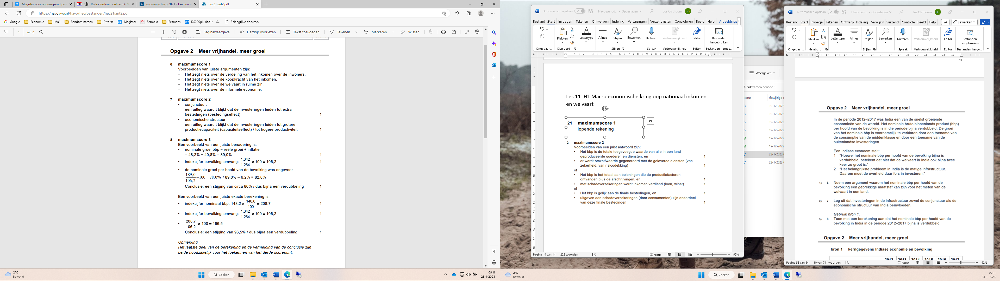 Magister voor onderwijzend pers
Radio luisteren online => N
economie havo 2021 - Examenbl
hec21iant2.pdf
https://havovwo.nl/havo/hec/bestanden/hec21iant2.pdf
Google
Economie
Mail
Random namen
Diverse
Magister
Zermelo
Examens
DS220plusJos14 - S...
Belangrijke docume...
1 van 2
Paginaweergave
Hardop voorlezen
Tekst toevoegen
Tekenen
Markeren
Wissen
Opgave 2 Meer vrijhandel, meer groei
6 maximumscore 1
Voorbeelden van juiste argumenten zijn:
– Het zegt niets over de verdeling van het inkomen over de inwoners.
– Het zegt niets over de koopkracht van het inkomen.
– Het zegt niets over de welvaart in ruime zin.
– Het zegt niets over de informele economie.
7 maximumscore 2
• conjunctuur:
een uitleg waaruit blijkt dat de investeringen leiden tot extra
bestedingen (bestedingseffect) 1
• economische structuur:
een uitleg waaruit blijkt dat de investeringen leiden tot grotere
productiecapaciteit (capaciteitseffect) / tot hogere productiviteit 1
8 maximumscore 3
Een voorbeeld van een juiste benadering is:
• nominale groei bbp ≈ reële groei + inflatie
= 48,2% + 40,8% = 89,0% 1
• indexcijfer bevolkingsomvang: 1.342/1.264 × 100 = 106,2 1
• de nominale groei per hoofd van de bevolking was ongeveer
189,0/106,2 −100 = 78,0% / 89,0% – 6,2% = 82,8%
Conclusie: een stijging van circa 80% / dus bijna een verdubbeling 1
Een voorbeeld van een juiste exacte berekening is:
• indexcijfer nominaal bbp: 148,2 × 140,8/100 = 208,7 1
• indexcijfer bevolkingsomvang: 1.342/1.264 × 100 = 106,2 1
• 208,7/106,2 × 100 = 196,5
Conclusie: een stijging van 96,5% / dus bijna een verdubbeling 1
Opmerking
Het laatste deel van de berekening en de vermelding van de conclusie zijn
beide noodzakelijk voor het toekennen van het derde scorepunt.
2°C
Bewolkt
Zoeken
09:11
23-1-2023
Automatisch opslaan
Havo period... • Opgeslagen
Jos Olsthoorn
JO
Bestand Start Invoegen Tekenen Ontwerpen Indeling Verwijzingen Verzendlijsten Controleren Beeld Help Afbeeldings
Plakken
Lettertype
Alinea
Stijlen
Bewerken
Dicteren
Vertrouwelijkheid
Editor
Bestanden
hergebruiken
Ongedaan...
Klembord
Stijlen
Spraak
Vertrouwelijkheid
Editor
Bestanden hergeb...
Les 11: H1 Macro economische kringloop nationaal inkomen
en welvaart
21 maximumscore 1
lopende rekening
2 maximumscore 2
Voorbeelden van een juist antwoord zijn:
• Het bbp is de totale toegevoegde waarde van alle in een land
geproduceerde goederen en diensten, en 1
• er wordt omzet/waarde gegenereerd met de geleverde diensten (van
zekerheid, van risicodekking) 1
of
• Het bbp is het totaal aan beloningen die de productiefactoren
ontvangen plus de afschrijvingen, en 1
• met schadeverzekeringen wordt inkomen verdiend (loon, winst) 1
of
• Het bbp is gelijk aan de finale bestedingen, en 1
• uitgaven aan schadeverzekeringen (door consumenten) zijn onderdeel
van deze finale bestedingen 1
Pagina 14 van 14
222 woorden
Focus
92%
Weergeven
3. eidexamen periode 3
Status
Gewijzigd
19-12-2022
19-12-2022
19-12-2022
19-12-2022
19-12-2022
19-12-2022
23-1-2023
23-1-2023
Automatisch opslaan
Havo peri... • Opgeslagen
Jos Olsthoorn
JO
Bestand Start Invoeger Tekenen Ontwerp Indeling Verwijzin Verzendl Controle Beeld Help
Bewerken
Plakken
Lettertype
Alinea
Stijlen
Bewerken
Dicteren
Vertrouwelijkheid
Editor
Bestanden
hergebruiken
Ongedaan...
Klembord
Stijlen
Spraak
Vertrouwelijkheid
Editor
Bestanden herge...
58
Opgave 2 Meer vrijhandel, meer groei
In de periode 2012–2017 was India een van de snelst groeiende
economieën van de wereld. Het nominale bruto binnenlands product (bbp)
per hoofd van de bevolking is in die periode bijna verdubbeld. De groei
van het nominale bbp is voornamelijk te verklaren door een toename van
de consumptie van de middenklasse en door een toename van de
buitenlandse investeringen.
Een Indiase econoom stelt:
1 “Hoewel het nominale bbp per hoofd van de bevolking bijna is
verdubbeld, betekent dat niet dat de welvaart in India ook bijna twee
keer zo groot is.”
2 “Het belangrijkste probleem in India is de matige infrastructuur.
Daarom moet de overheid daar fors in investeren.”
1p 6 Noem een argument waarom het nominale bbp per hoofd van de
bevolking een gebrekkige maatstaf kan zijn voor het meten van de
welvaart in een land.
2p 7 Leg uit dat investeringen in de infrastructuur zowel de conjunctuur als de
economische structuur van India beïnvloeden.
Gebruik bron 1.
3p 8 Toon met een berekening aan dat het nominale bbp per hoofd van de
bevolking in India in de periode 2012–2017 bijna is verdubbeld.
Opgave 2 Meer vrijhandel, meer groei
bron 1 kerngegevens Indiase economie en bevolking
2012 2013 2014 2015 2016 2017
Pagina 58 van 84
10 van 741 woorden
Focus
92%
2°C
Bewolkt
Zoeken
09:11
23-1-2023